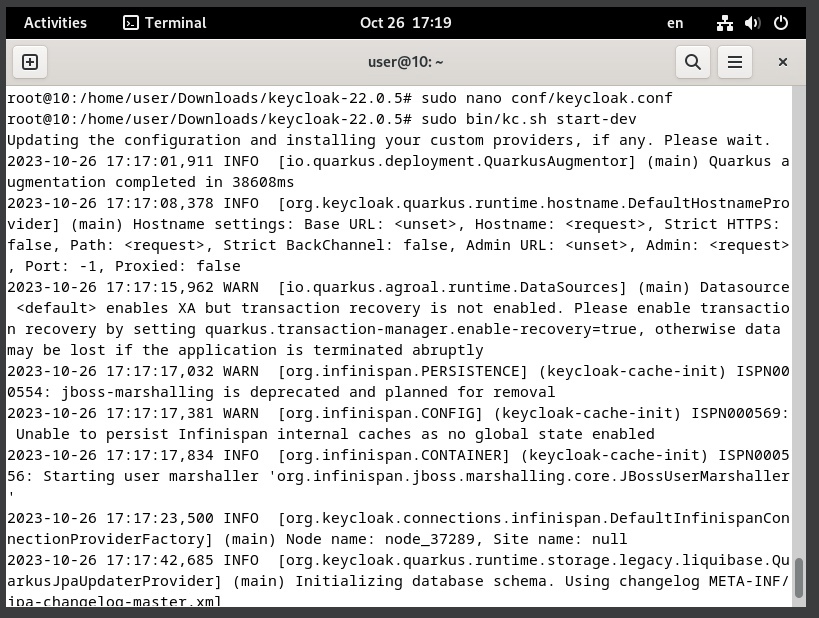 Activities Terminal Oct 26 17:19 en
user@10: ~
root@10:/home/user/Downloads/keycloak-22.0.5# sudo nano conf/keycloak.conf
root@10:/home/user/Downloads/keycloak-22.0.5# sudo bin/kc.sh start-dev
Updating the configuration and installing your custom providers, if any. Please wait.
2023-10-26 17:17:01,911 INFO  [io.quarkus.deployment.QuarkusAugmentor] (main) Quarkus a
ugmentation completed in 38608ms
2023-10-26 17:17:08,378 INFO  [org.keycloak.quarkus.runtime.hostname.DefaultHostnamePro
vider] (main) Hostname settings: Base URL: <unset>, Hostname: <request>, Strict HTTPS:
false, Path: <request>, Strict BackChannel: false, Admin URL: <unset>, Admin: <request>
, Port: -1, Proxied: false
2023-10-26 17:17:15,962 WARN  [io.quarkus.agroal.runtime.DataSources] (main) Datasource
 <default> enables XA but transaction recovery is not enabled. Please enable transactio
n recovery by setting quarkus.transaction-manager.enable-recovery=true, otherwise data
may be lost if the application is terminated abruptly
2023-10-26 17:17:17,032 WARN  [org.infinispan.PERSISTENCE] (keycloak-cache-init) ISPN00
0554: jboss-marshalling is deprecated and planned for removal
2023-10-26 17:17:17,381 WARN  [org.infinispan.CONFIG] (keycloak-cache-init) ISPN000569:
 Unable to persist Infinispan internal caches as no global state enabled
2023-10-26 17:17:17,834 INFO  [org.infinispan.CONTAINER] (keycloak-cache-init) ISPN0005
56: Starting user marshaller 'org.infinispan.jboss.marshalling.core.JBossUserMarshaller
'
2023-10-26 17:17:23,500 INFO  [org.keycloak.connections.infinispan.DefaultInfinispanCon
nectionProviderFactory] (main) Node name: node_37289, Site name: null
2023-10-26 17:17:42,685 INFO  [org.keycloak.quarkus.runtime.storage.legacy.liquibase.Qu
arkusJpaUpdaterProvider] (main) Initializing database schema. Using changelog META-INF/
jpa-changelog-master.xml